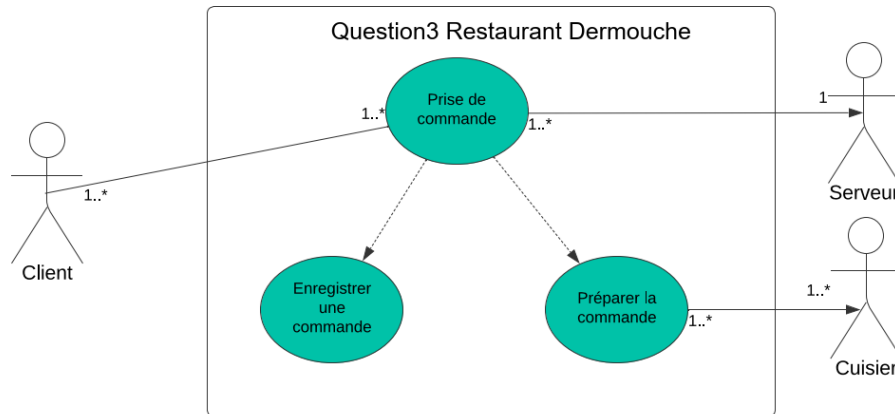 Question3 Restaurant Dermouche
Prise de
commande
1..*
1..*
1
Serveur
1..*
Client
Enregistrer
une
commande
Préparer la
commande
1..*
1..*
Cuisier